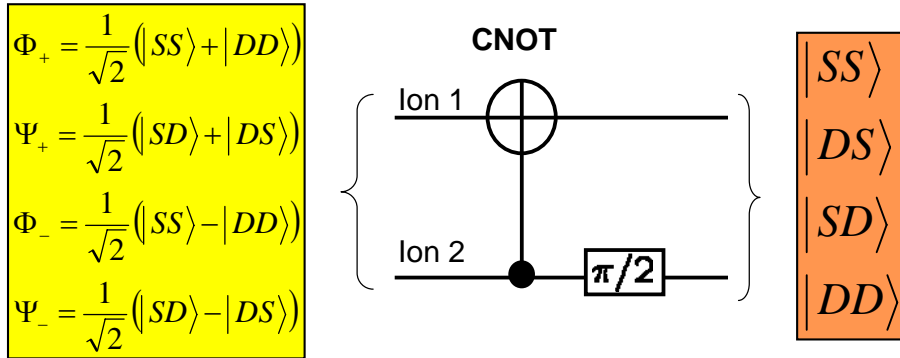 Φ₊ = 1/√2 (|SS⟩+|DD⟩)
Ψ₊ = 1/√2 (|SD⟩+|DS⟩)
Φ₋ = 1/√2 (|SS⟩−|DD⟩)
Ψ₋ = 1/√2 (|SD⟩−|DS⟩)
CNOT
Ion 1
Ion 2
π/2
|SS⟩
|DS⟩
|SD⟩
|DD⟩